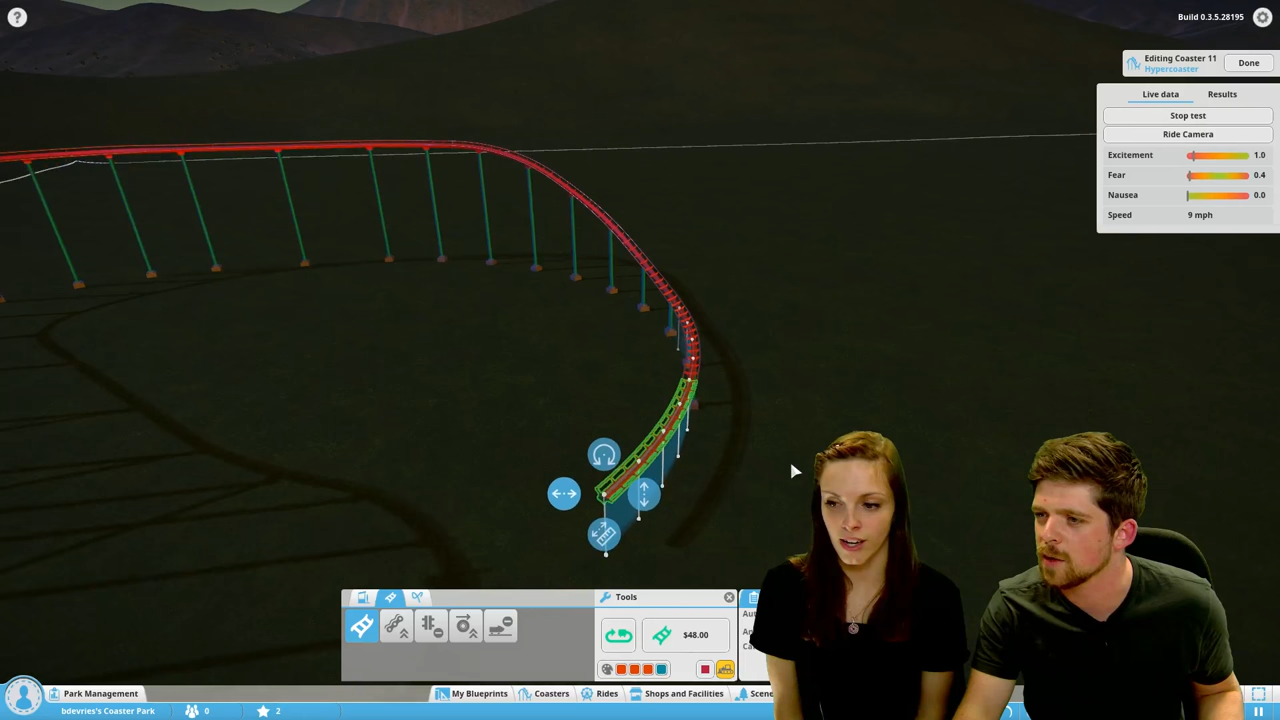 ?
Build 0.3.5.28195
Editing Coaster 11
Hypercoaster
Done
Live data Results
Stop test
Ride Camera
Excitement 1.0
Fear 0.4
Nausea 0.0
Speed 9 mph
Tools
$48.00
Park Management
My Blueprints
Coasters
Rides
Shops and Facilities
bdevries's Coaster Park
0
2